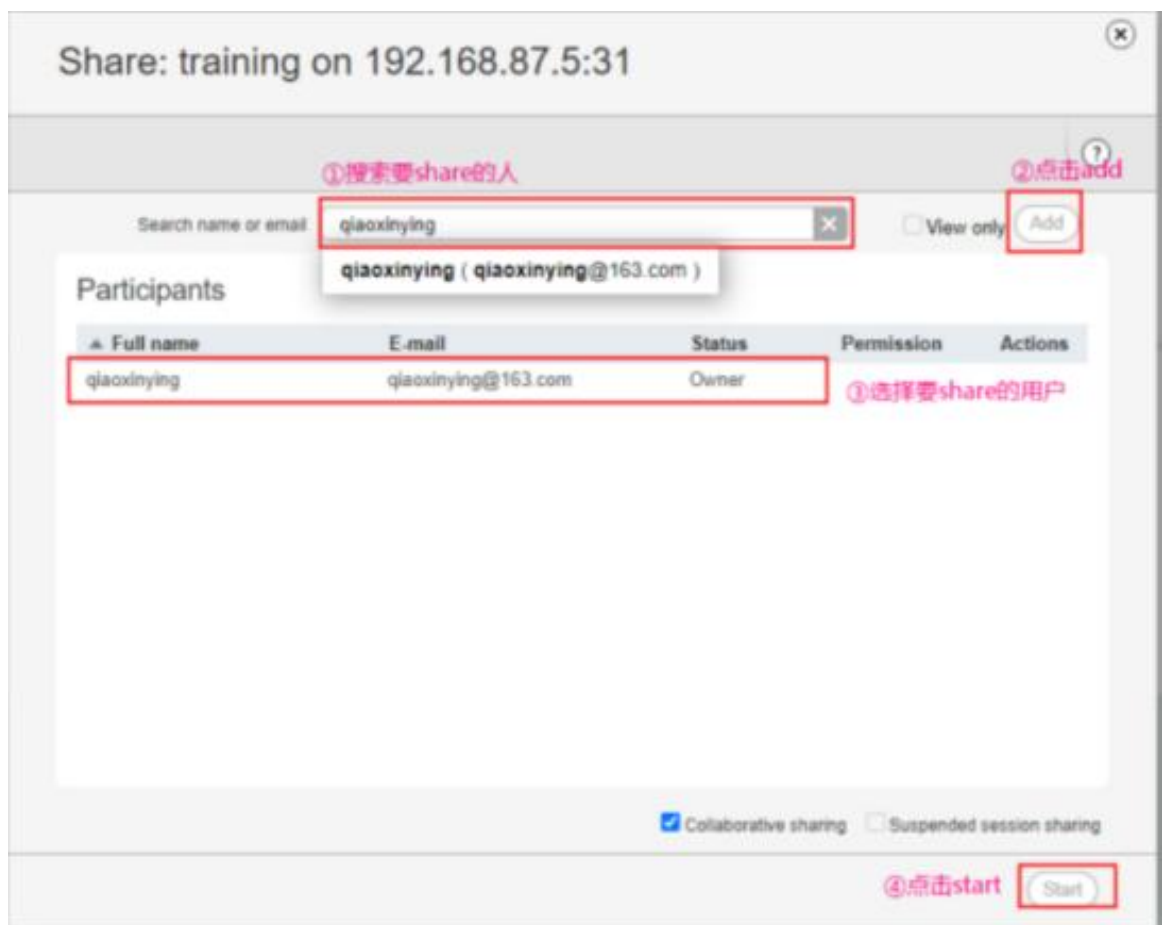 Share: training on 192.168.87.5:31
?
①搜索要share的人
②点击add
Search name or email
qiaoxinying
View only
Add
qiaoxinying ( qiaoxinying@163.com )
Participants
Full name E-mail Status Permission Actions
qiaoxinying qiaoxinying@163.com Owner
③选择要share的用户
Collaborative sharing
Suspended session sharing
④点击start
Start